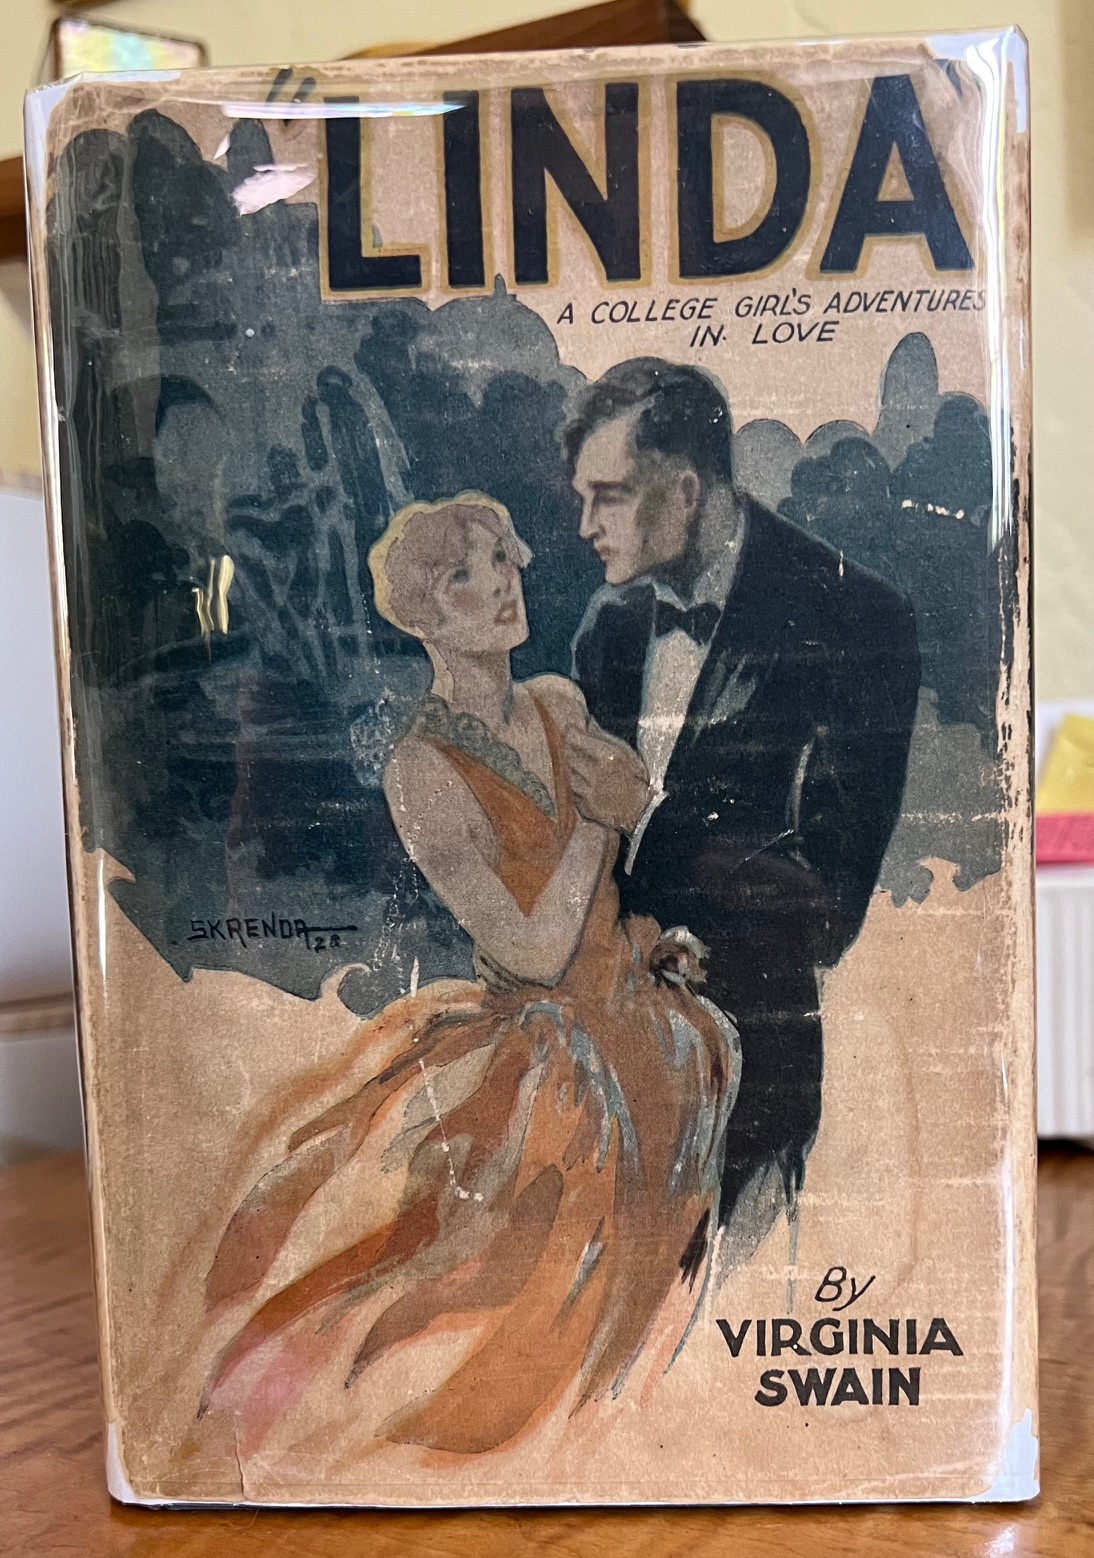 "LINDA"
A COLLEGE GIRL'S ADVENTURES
IN LOVE
SKRENDA
28
By
VIRGINIA
SWAIN